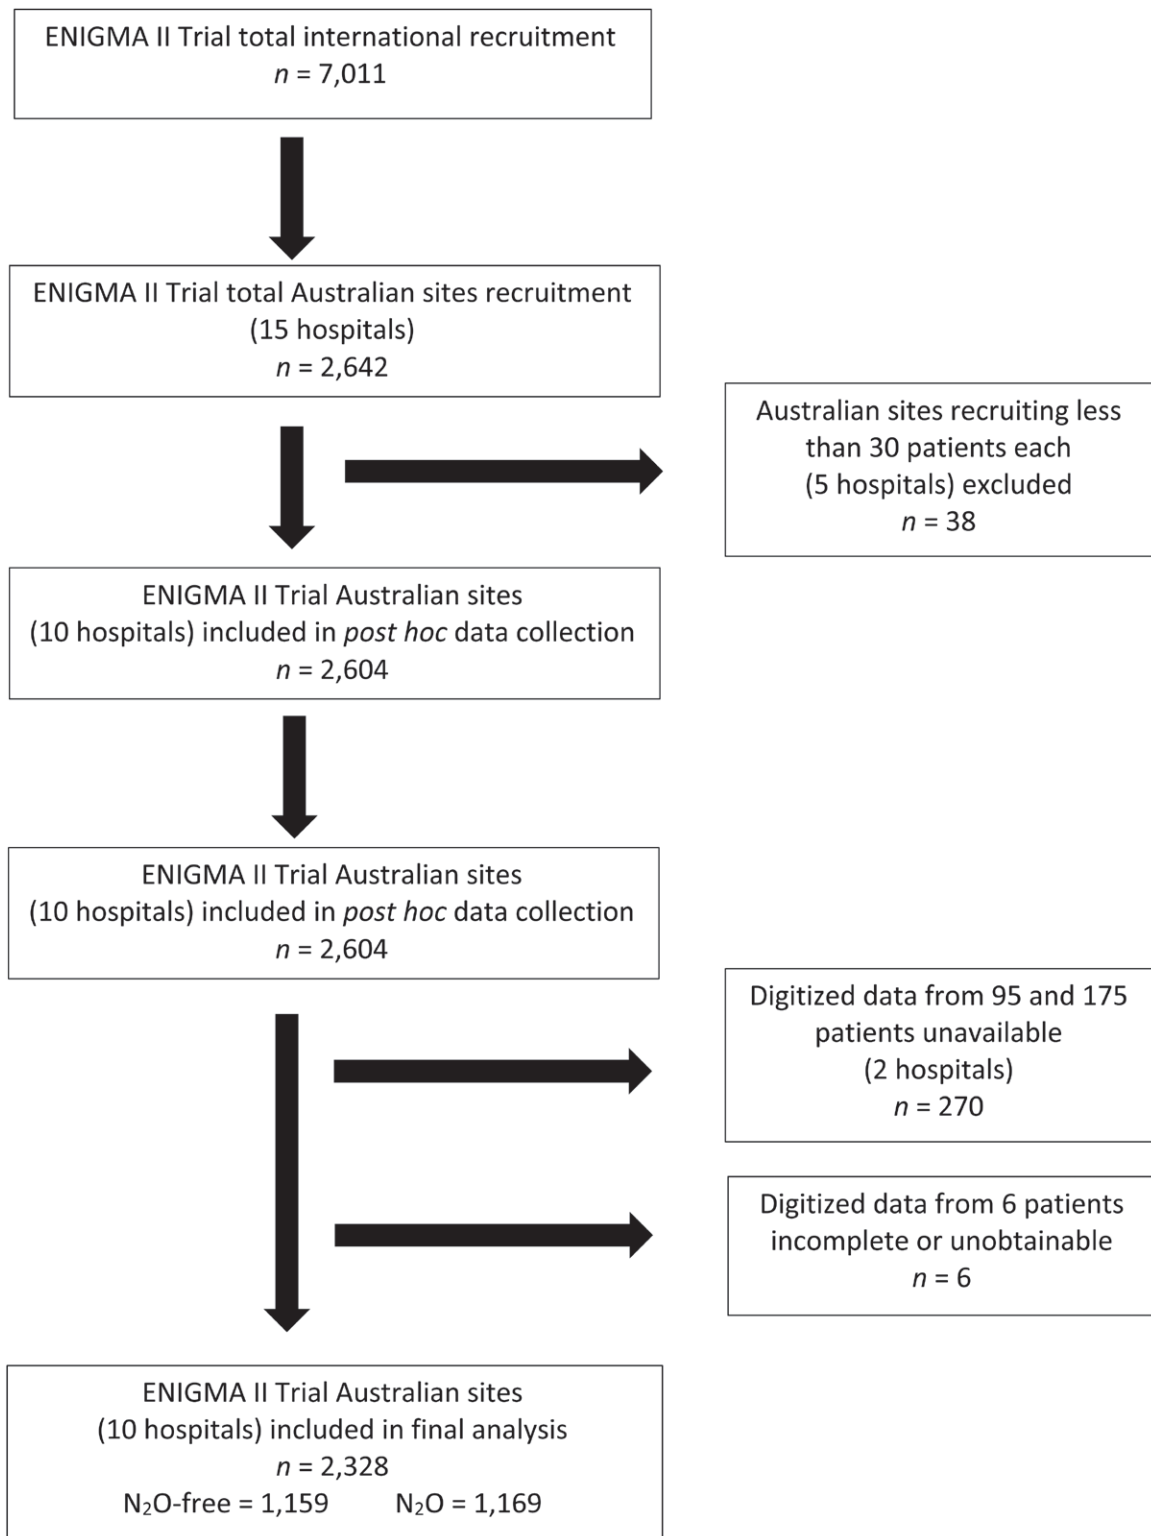 ENIGMA II Trial total international recruitment
n = 7,011
ENIGMA II Trial total Australian sites recruitment
(15 hospitals)
n = 2,642
Australian sites recruiting less
than 30 patients each
(5 hospitals) excluded
n = 38
ENIGMA II Trial Australian sites
(10 hospitals) included in post hoc data collection
n = 2,604
ENIGMA II Trial Australian sites
(10 hospitals) included in post hoc data collection
n = 2,604
Digitized data from 95 and 175
patients unavailable
(2 hospitals)
n = 270
Digitized data from 6 patients
incomplete or unobtainable
n = 6
ENIGMA II Trial Australian sites
(10 hospitals) included in final analysis
n = 2,328
N₂O-free = 1,159 N₂O = 1,169